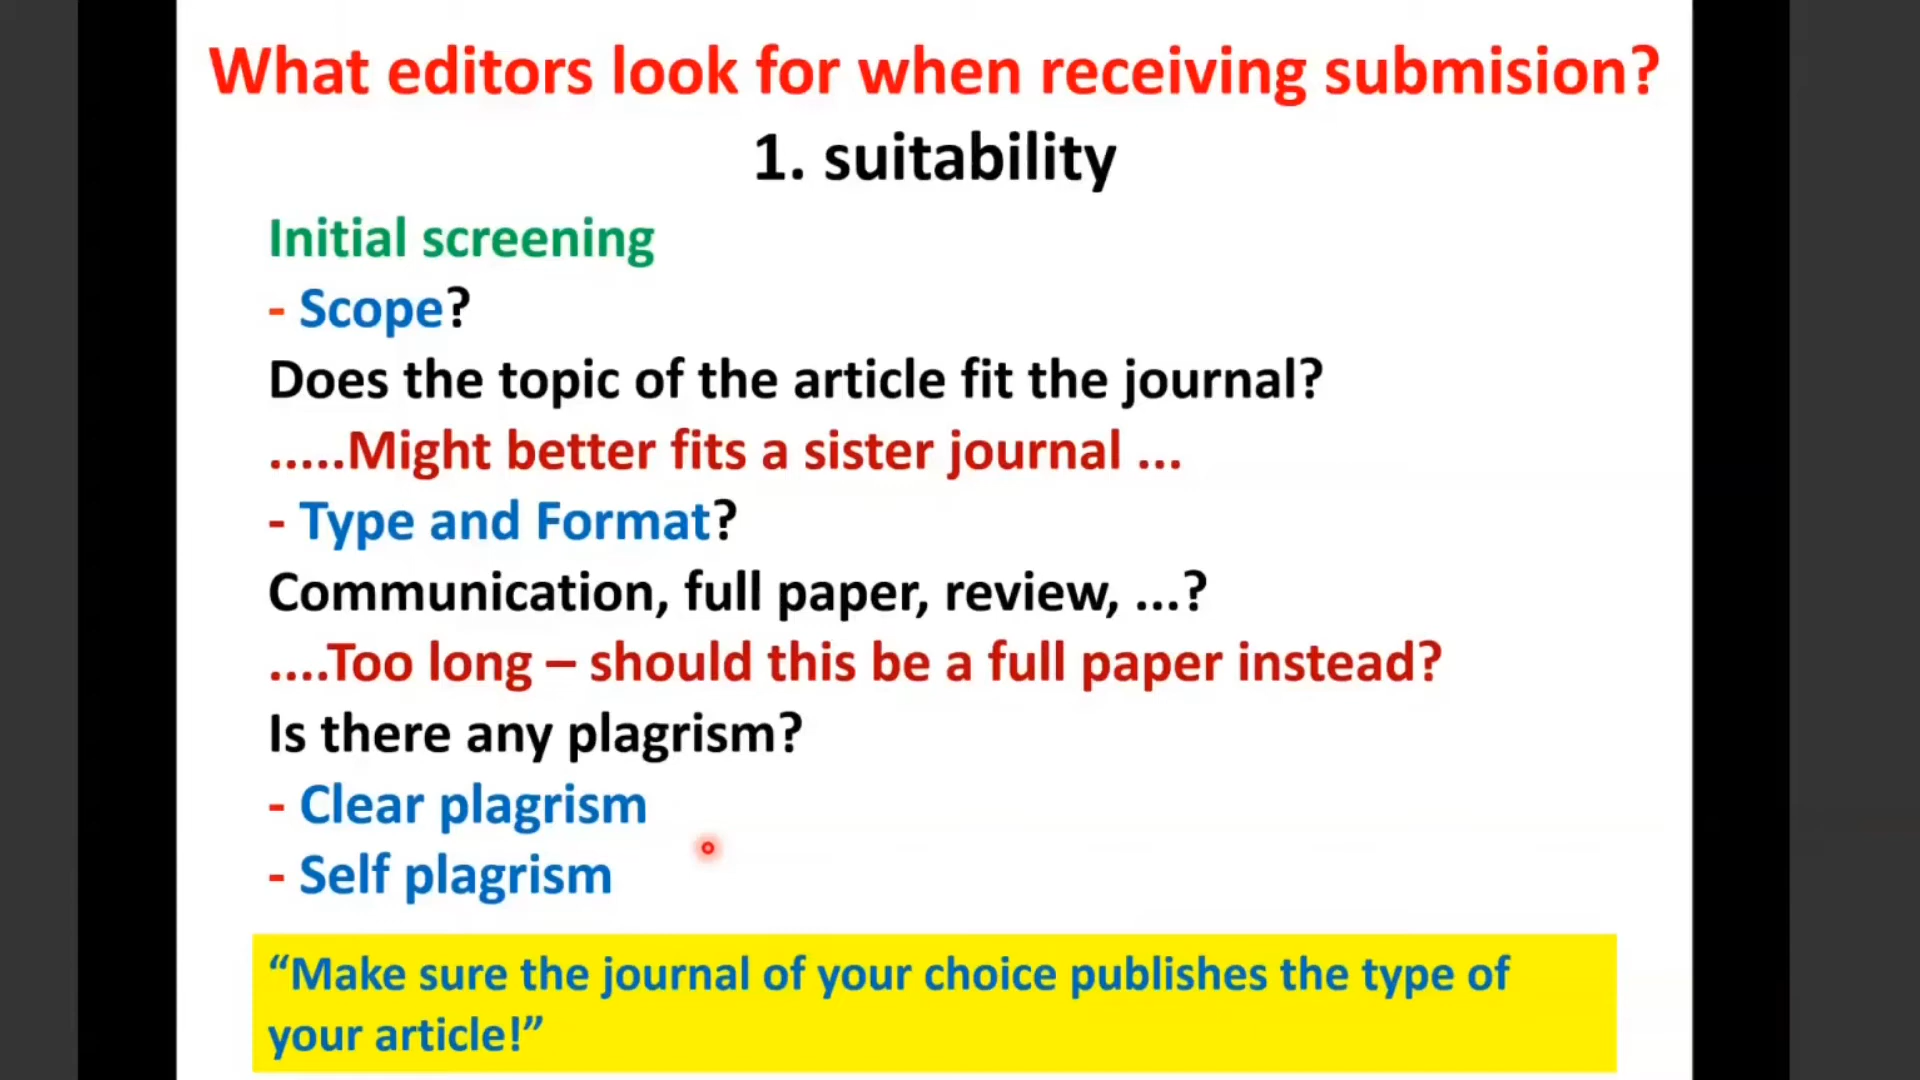 What editors look for when receiving submision?
1. suitability
Initial screening
- Scope?
Does the topic of the article fit the journal?
.....Might better fits a sister journal ...
- Type and Format?
Communication, full paper, review, ...?
....Too long – should this be a full paper instead?
Is there any plagrism?
- Clear plagrism
- Self plagrism
“Make sure the journal of your choice publishes the type of
your article!”